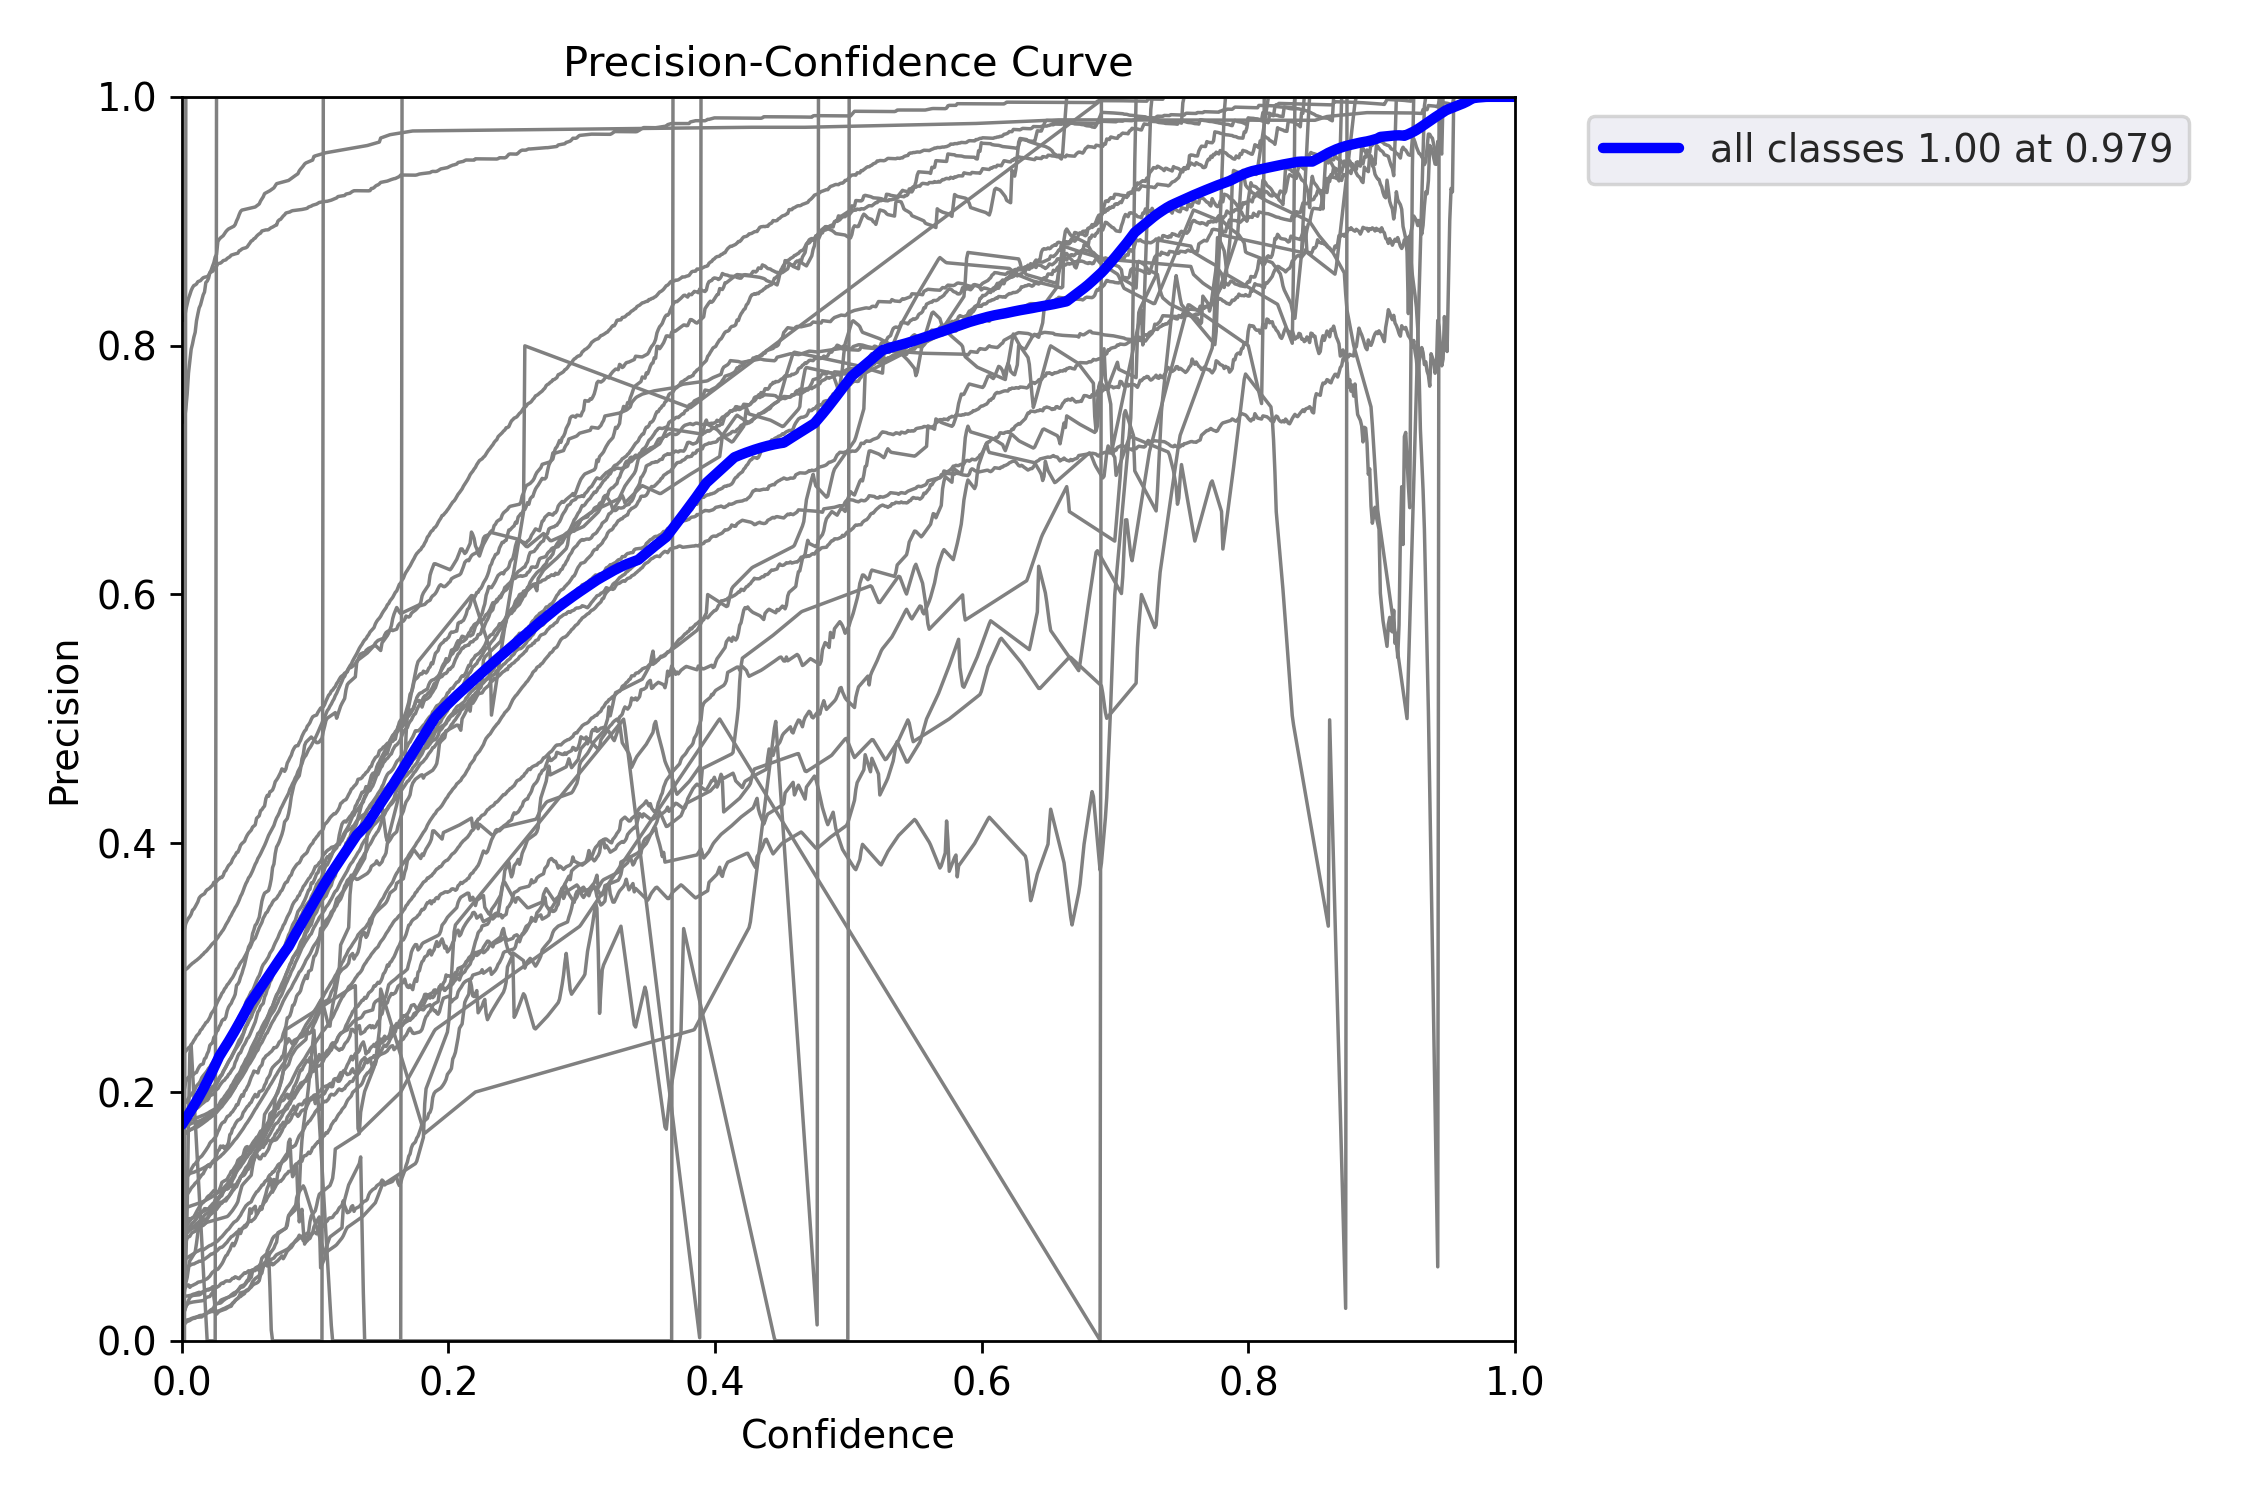 Precision-Confidence Curve
1.0
0.8
0.6
0.4
0.2
0.0
Precision
0.0 0.2 0.4 0.6 0.8 1.0
Confidence
all classes 1.00 at 0.979